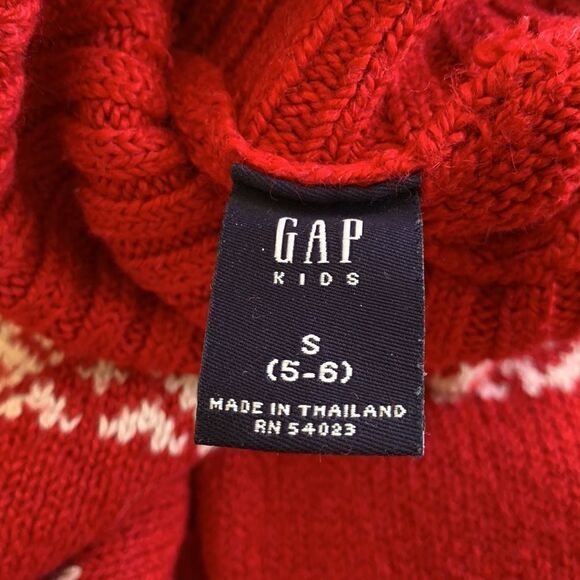 GAP
KIDS
S
(5-6)
MADE IN THAILAND
RN 54023